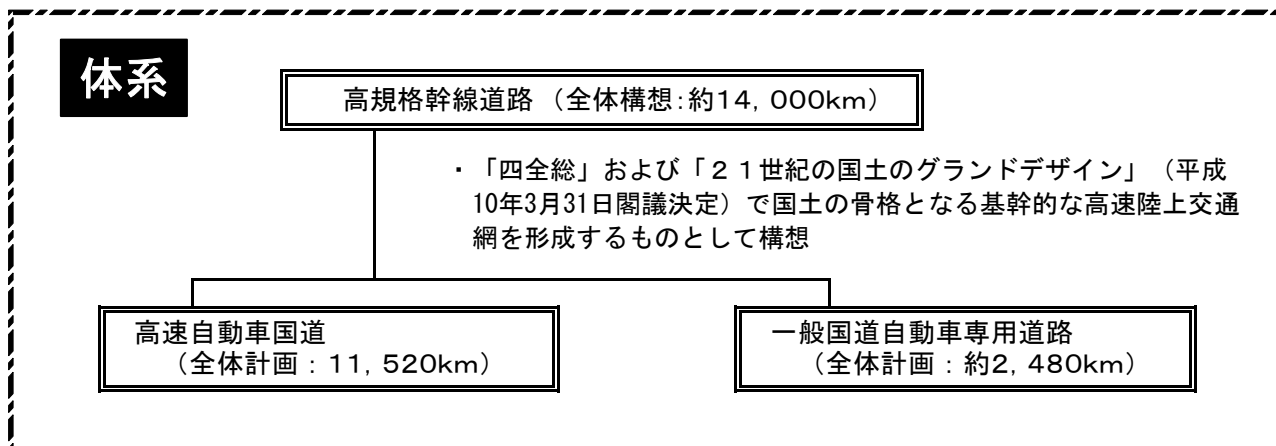 体系
高規格幹線道路（全体構想：約１４，０００ｋｍ）
・「四全総」および「２１世紀の国土のグランドデザイン」（平成
10年3月31日閣議決定）で国土の骨格となる基幹的な高速陸上交通
網を形成するものとして構想
高速自動車国道
（全体計画：１１，５２０ｋｍ）
一般国道自動車専用道路
（全体計画：約２，４８０ｋｍ）